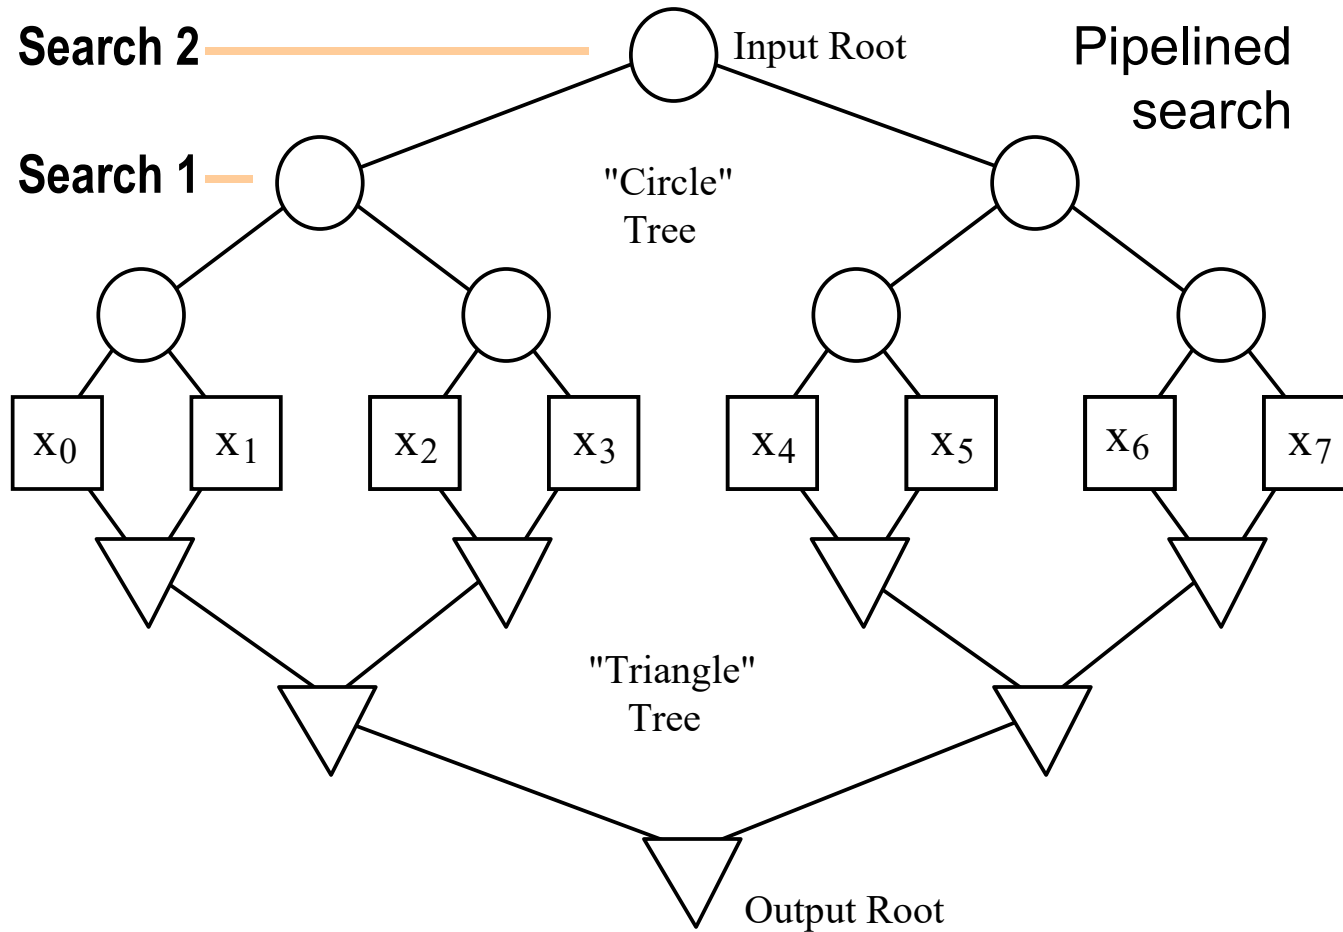 Search 2
Input Root
Pipelined
search
Search 1
"Circle"
Tree
x0
x1
x2
x3
x4
x5
x6
x7
"Triangle"
Tree
Output Root